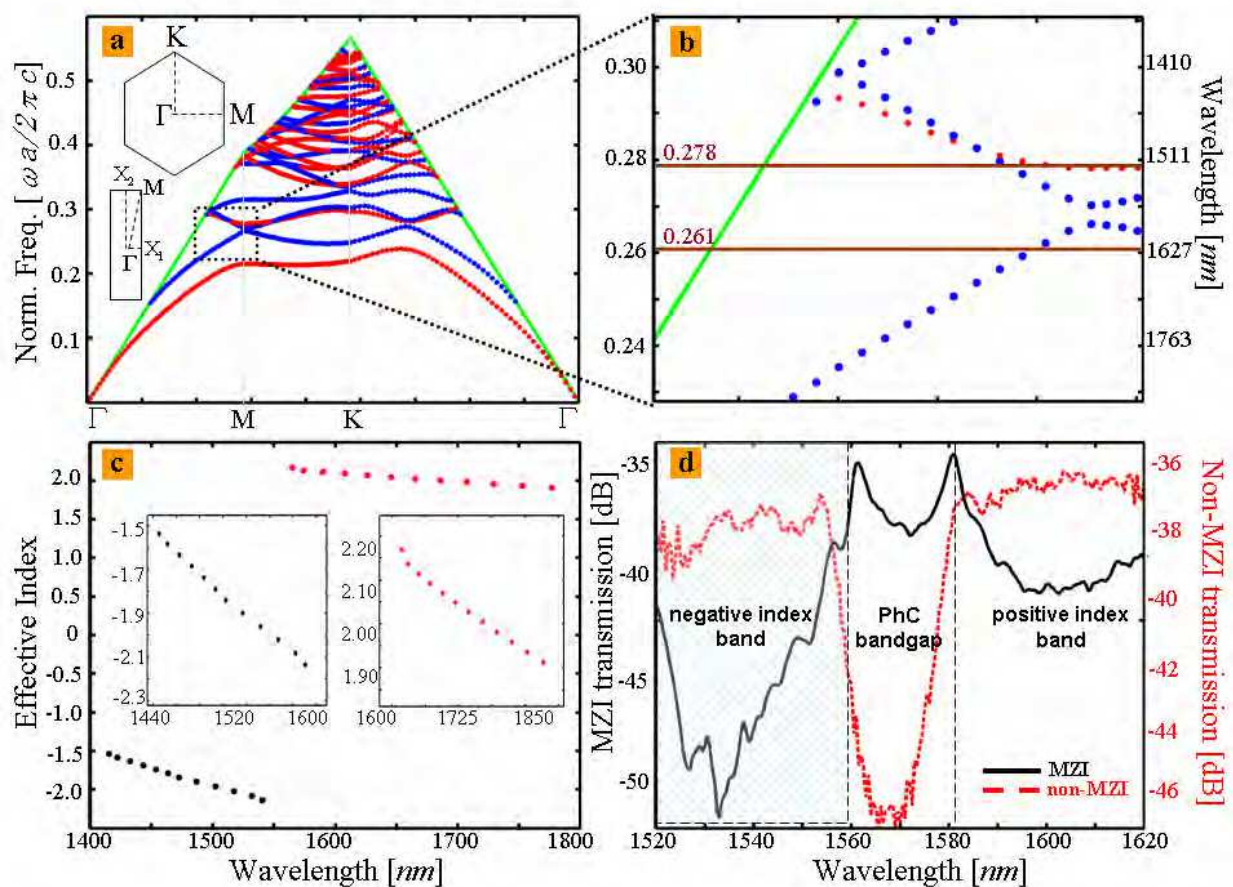 a
K
Γ
M
X2
M
X1
Γ
Norm. Freq. [ ω a/2 π c]
0.5
0.4
0.3
0.2
0.1
Γ
M
K
Γ
b
0.30
0.28
0.26
0.24
0.278
0.261
1410
1511
1627
1763
Wavelength [nm]
c
Effective Index
2.0
1.5
1.0
0.5
0
-0.5
-1.0
-1.5
-2.0
-1.5
-1.7
-1.9
-2.1
-2.3
1440
1520
1600
2.20
2.10
2.00
1.90
1600
1725
1850
1400
1500
1600
1700
1800
Wavelength [nm]
d
MZI transmission [dB]
-35
-40
-45
-50
negative index
band
PhC
bandgap
positive index
band
MZI
non-MZI
1520
1540
1560
1580
1600
1620
Wavelength [nm]
-36
-38
-40
-42
-44
-46
Non-MZI transmission [dB]